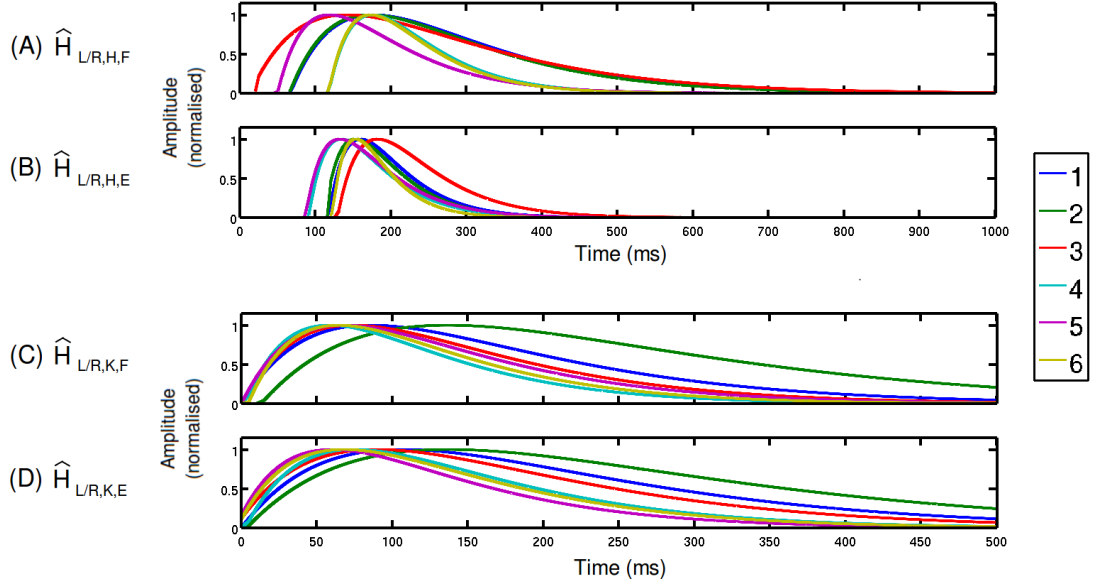 (A) Ĥ L/R,H,F
1
0.5
0
(B) Ĥ L/R,H,E
1
0.5
0
Amplitude
(normalised)
0 100 200 300 400 500 600 700 800 900 1000
Time (ms)
(C) Ĥ L/R,K,F
1
0.5
0
(D) Ĥ L/R,K,E
1
0.5
0
Amplitude
(normalised)
0 50 100 150 200 250 300 350 400 450 500
Time (ms)
1
2
3
4
5
6